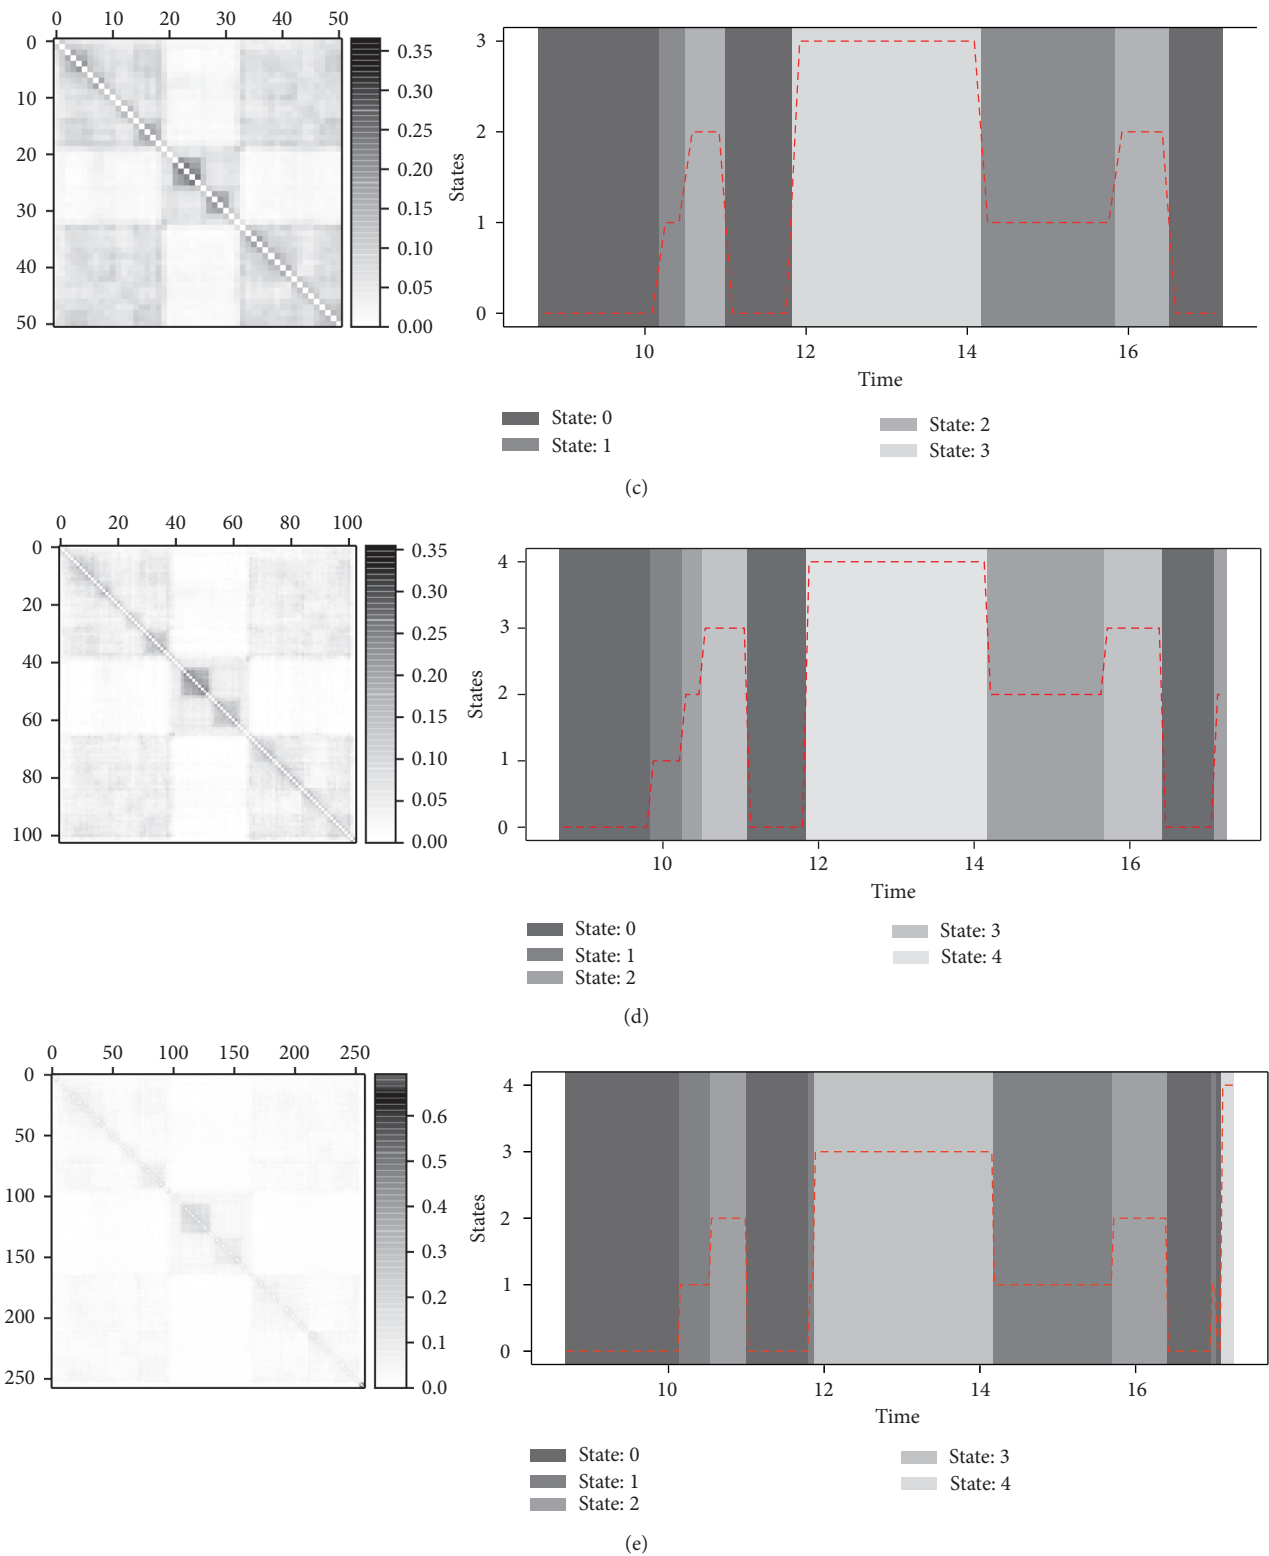 0 10 20 30 40 50
0
10
20
30
40
50
0.35
0.30
0.25
0.20
0.15
0.10
0.05
0.00
States
3
2
1
0
10 12 14 16
Time
State: 0
State: 1
State: 2
State: 3
(c)
0 20 40 60 80 100
0
20
40
60
80
100
0.35
0.30
0.25
0.20
0.15
0.10
0.05
0.00
States
4
3
2
1
0
10 12 14 16
Time
State: 0
State: 1
State: 2
State: 3
State: 4
(d)
0 50 100 150 200 250
0
50
100
150
200
250
0.6
0.5
0.4
0.3
0.2
0.1
0.0
States
4
3
2
1
0
10 12 14 16
Time
State: 0
State: 1
State: 2
State: 3
State: 4
(e)